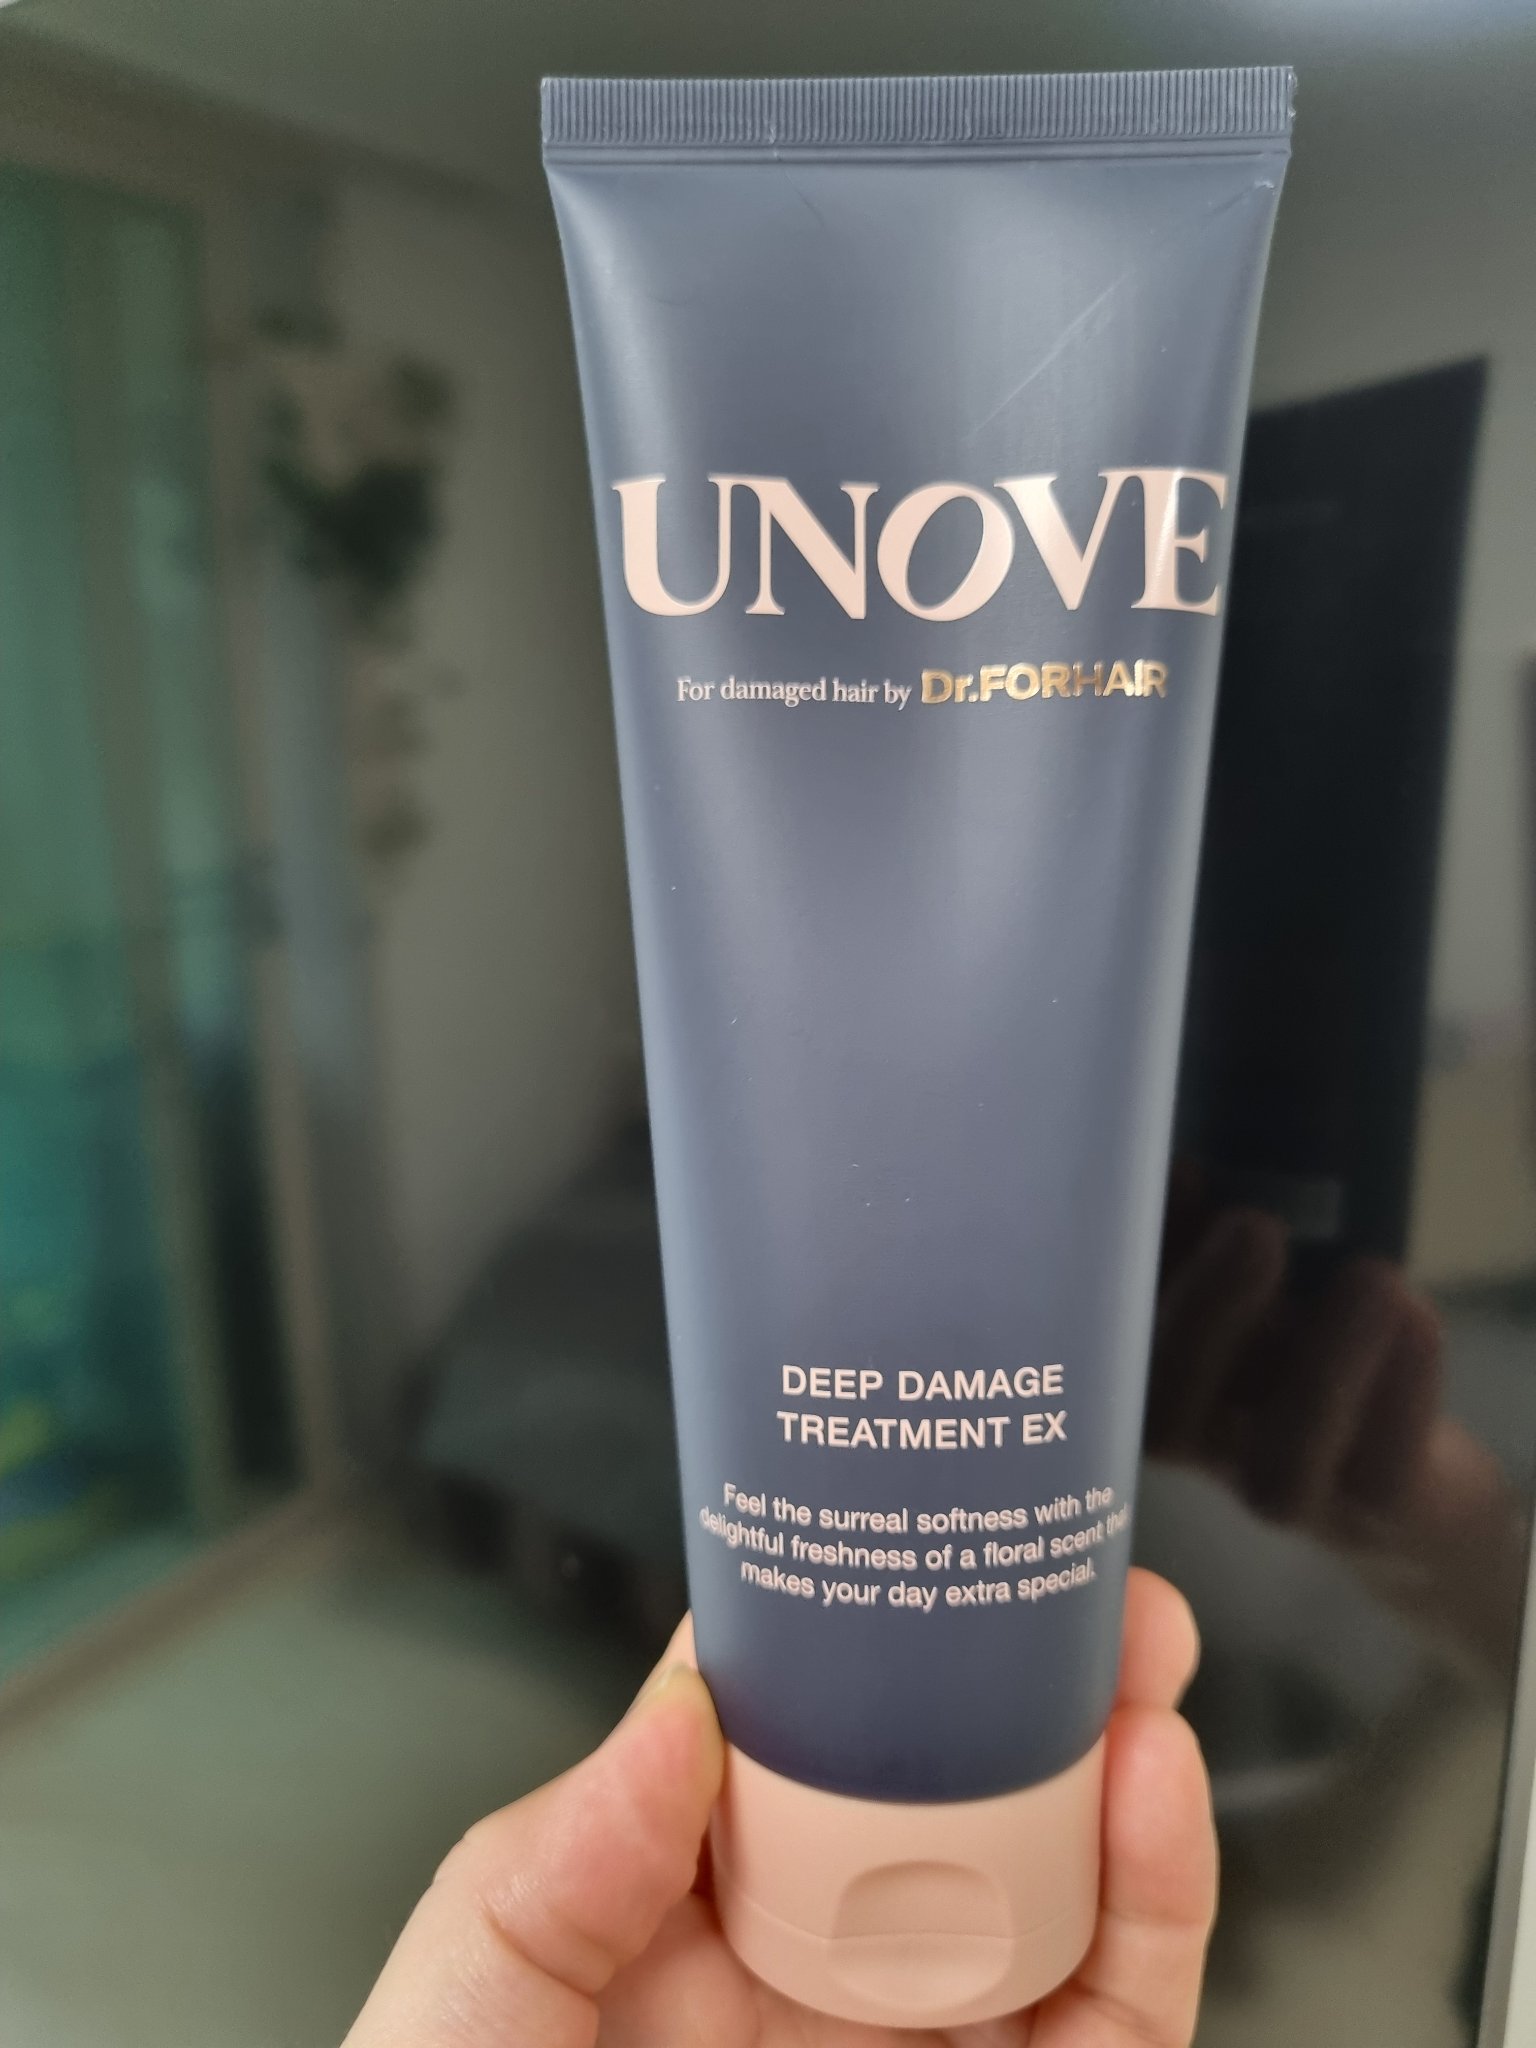 UNOVE
For damaged hair by Dr.FORHAIR
DEEP DAMAGE
TREATMENT EX
Feel the surreal softness with the
delightful freshness of a floral scent that
makes your day extra special.